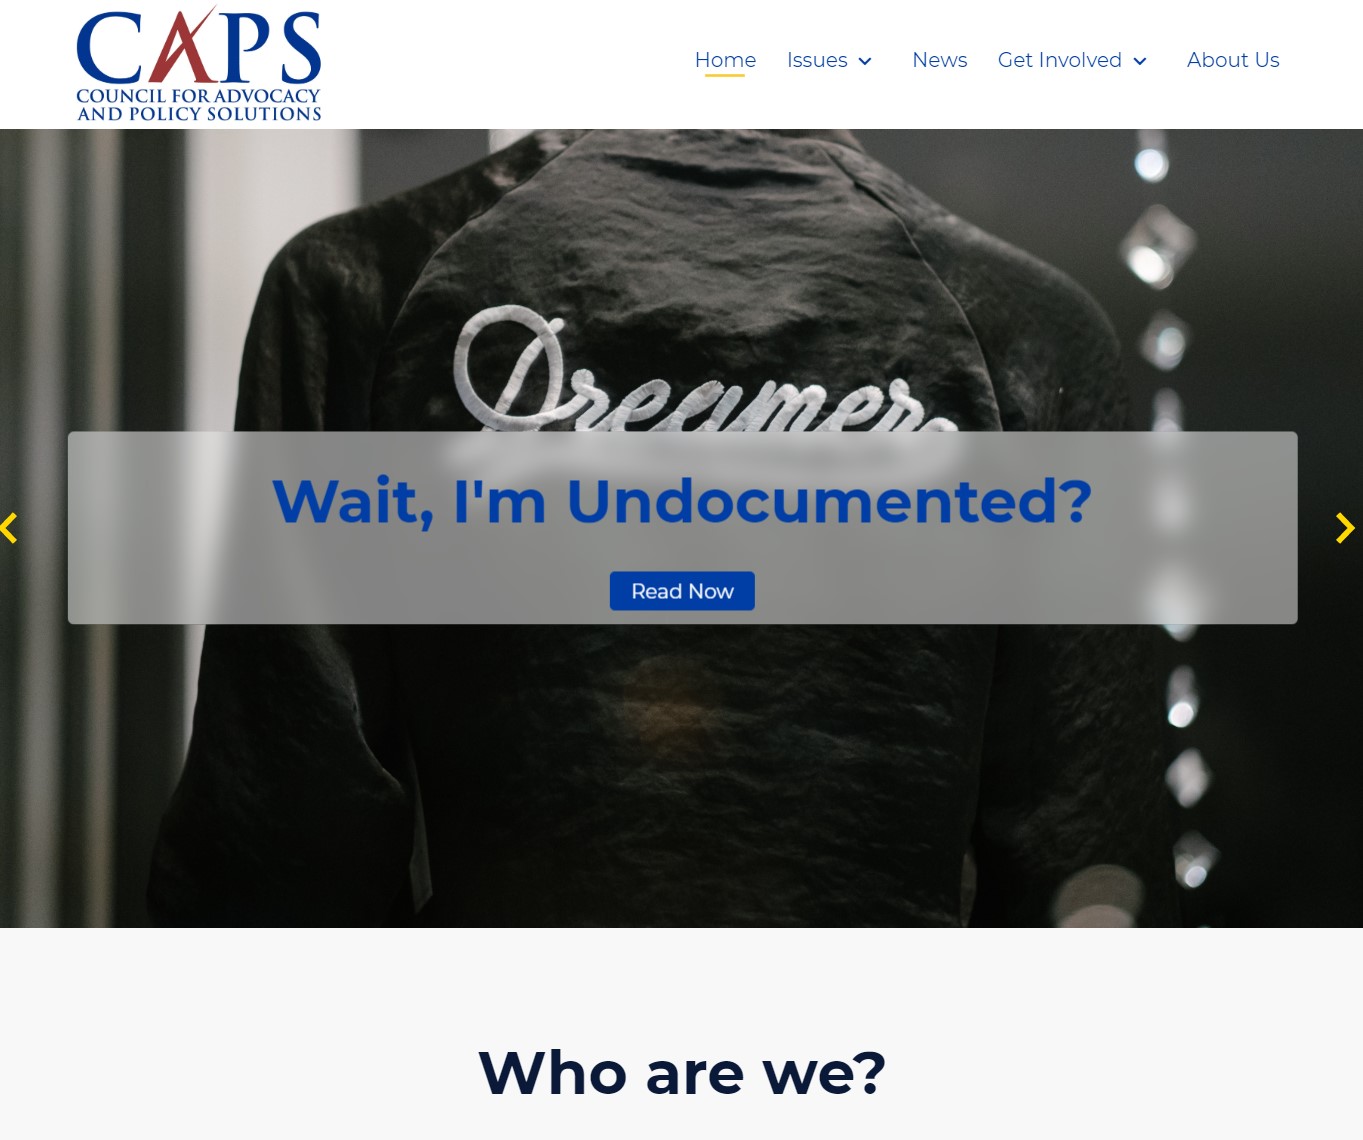 CAPS
COUNCIL FOR ADVOCACY
AND POLICY SOLUTIONS
Home Issues News Get Involved About Us
Dreamer
Wait, I'm Undocumented?
Read Now
Who are we?